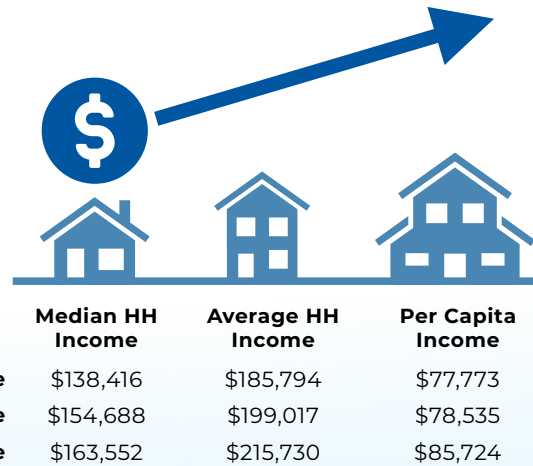 $
Median HH Average HH Per Capita
Income Income Income
e $138,416 $185,794 $77,773
e $154,688 $199,017 $78,535
e $163,552 $215,730 $85,724